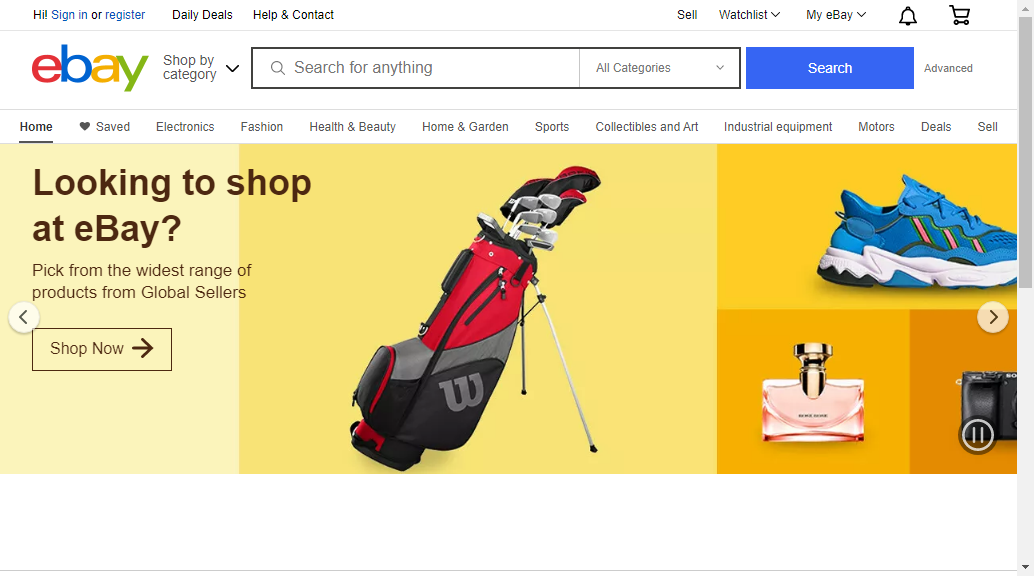 Hi! Sign in or register Daily Deals Help & Contact Sell Watchlist My eBay
ebay
Shop by
category
Search for anything
All Categories
Search
Advanced
Home Saved Electronics Fashion Health & Beauty Home & Garden Sports Collectibles and Art Industrial equipment Motors Deals Sell
Looking to shop
at eBay?
Pick from the widest range of
products from Global Sellers
Shop Now
W